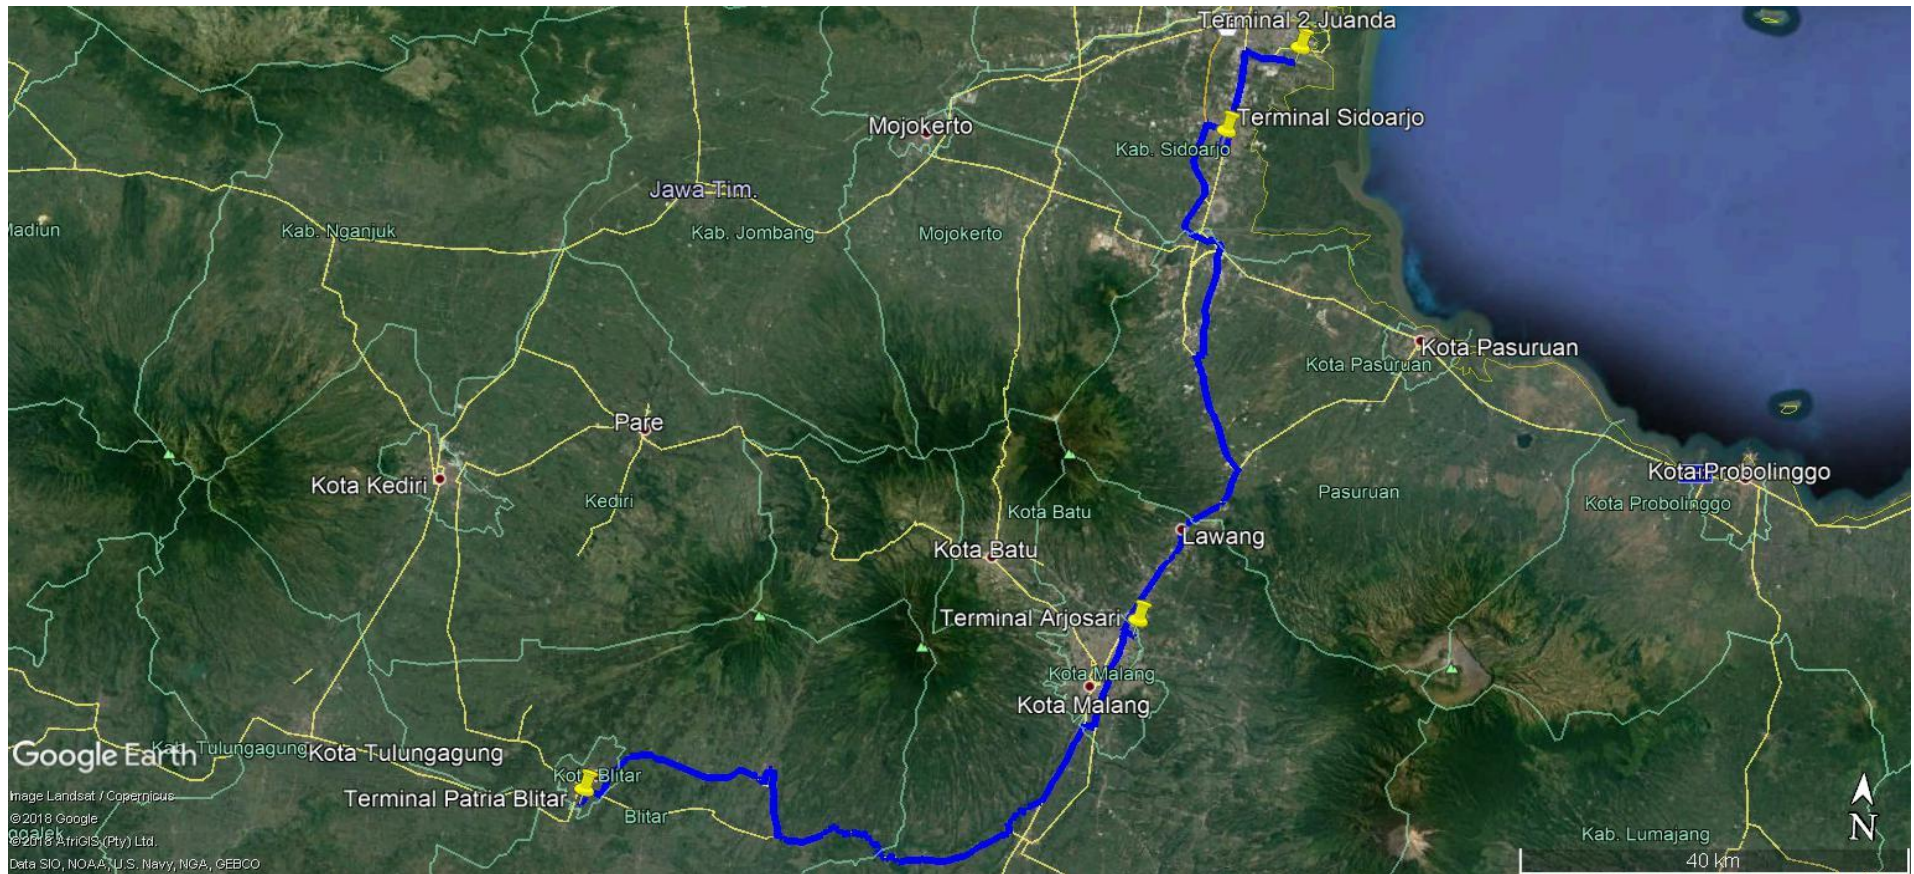 Terminal 2 Juanda
Terminal Sidoarjo
Mojokerto
Kab. Sidoarjo
Jawa Tim.
Madiun
Kab. Nganjuk
Kab. Jombang
Mojokerto
Kota Pasuruan
Kota Pasuruan
Pare
Kota Kediri
Kediri
Kota Batu
Pasuruan
Kota Probolinggo
Kota Probolinggo
Lawang
Kota Batu
Terminal Arjosari
Kota Malang
Kota Malang
Google Earth
Kab. Tulungagung
Kota Tulungagung
Kota Blitar
Terminal Patria Blitar
Blitar
Image Landsat / Copernicus
©2018 Google
©2018 AfriGIS (Pty) Ltd.
Data SIO, NOAA, U.S. Navy, NGA, GEBCO
Kab. Lumajang
N
40 km